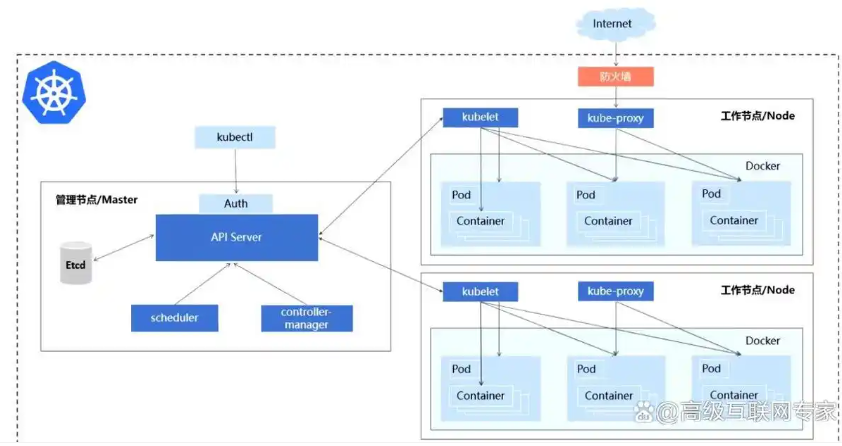 Internet
防火墙
kubelet
kube-proxy
工作节点/Node
kubectl
Docker
管理节点/Master
Auth
Pod
Pod
Pod
Container
Container
Container
API Server
Etcd
kubelet
kube-proxy
工作节点/Node
scheduler
controller-
manager
Docker
Pod
Pod
Pod
Container
Container
Container
@高级互联网专家